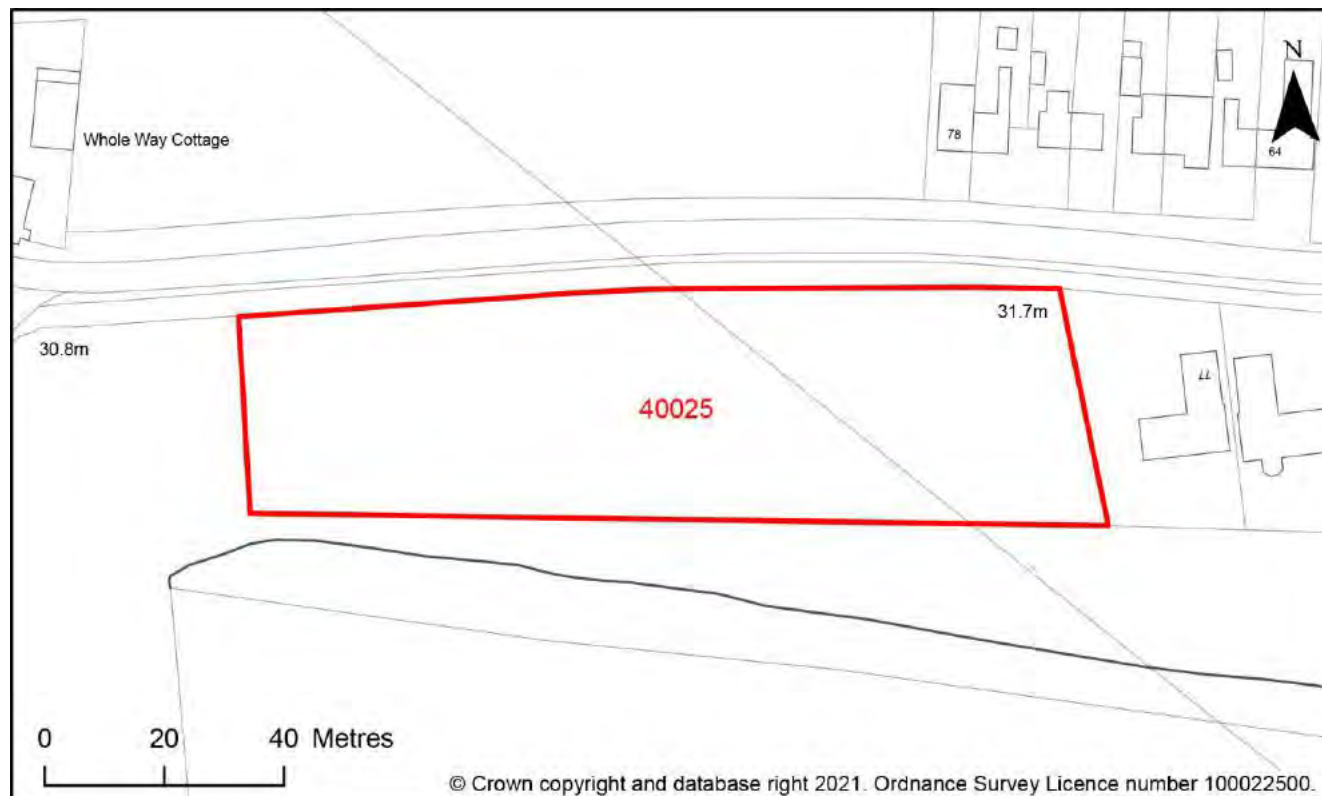 N
78
64
Whole Way Cottage
31.7m
30.8m
77
40025
0 20 40 Metres
© Crown copyright and database right 2021. Ordnance Survey Licence number 100022500.